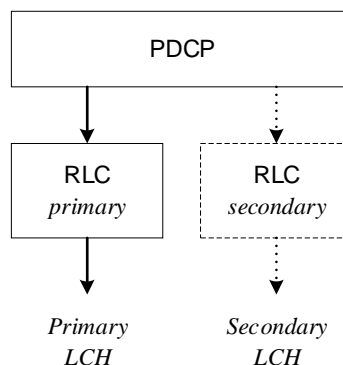 PDCP
RLC
primary
RLC
secondary
Primary
LCH
Secondary
LCH